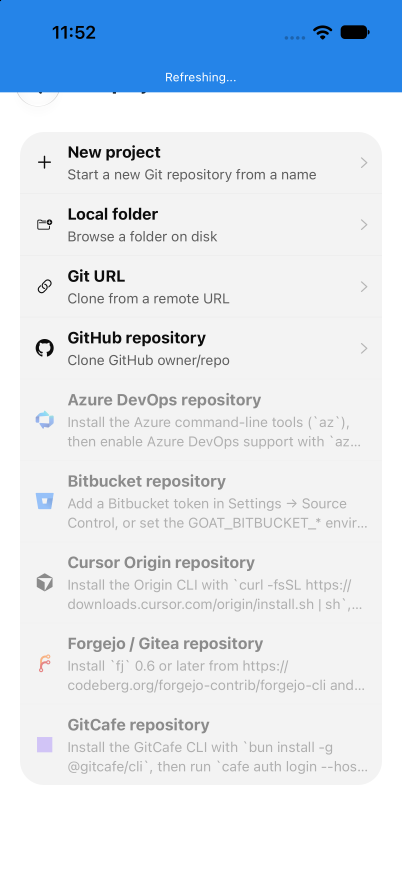 11:52
Refreshing...
New project
Start a new Git repository from a name
Local folder
Browse a folder on disk
Git URL
Clone from a remote URL
GitHub repository
Clone GitHub owner/repo
Azure DevOps repository
Install the Azure command-line tools (`az`),
then enable Azure DevOps support with `az...
Bitbucket repository
Add a Bitbucket token in Settings → Source
Control, or set the GOAT_BITBUCKET_* envir...
Cursor Origin repository
Install the Origin CLI with `curl -fsSL https://
downloads.cursor.com/origin/install.sh | sh`,...
Forgejo / Gitea repository
Install `fj` 0.6 or later from https://
codeberg.org/forgejo-contrib/forgejo-cli and...
GitCafe repository
Install the GitCafe CLI with `bun install -g
@gitcafe/cli`, then run `cafe auth login --hos...